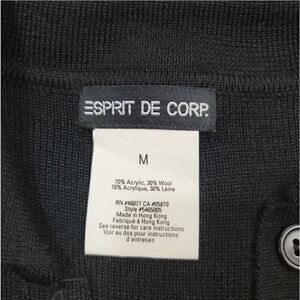 ESPRIT DE CORP.
M
70% Acrylic, 30% Wool
70% Acrylique, 30% Laine
RN #46077 CA #05870
Style #5465005
Made in Hong Kong
Fabriqué à Hong Kong
See reverse for care instructions
Voir au dos pour instructions
d'entretien